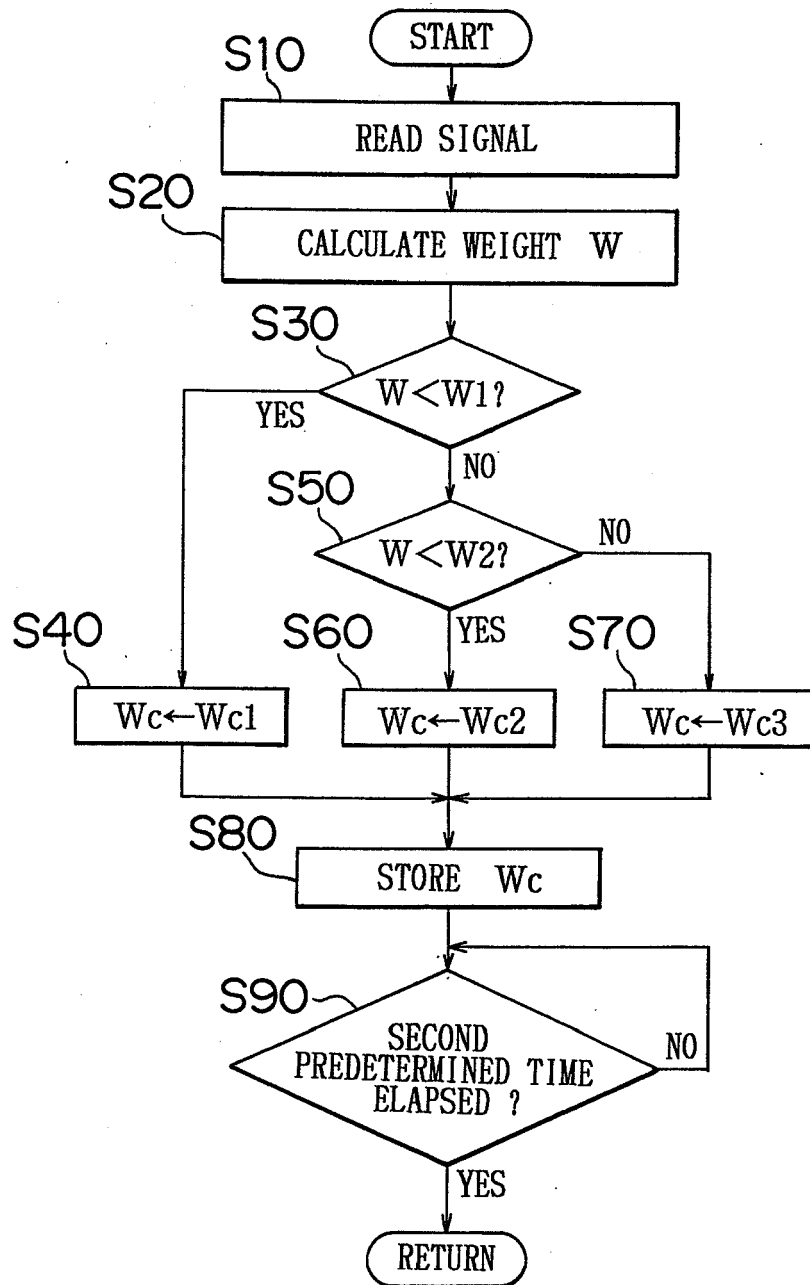 START
S10
READ SIGNAL
S20
CALCULATE WEIGHT W
S30
W<W1?
YES
NO
S50
W<W2?
NO
YES
S40
Wc←Wc1
S60
Wc←Wc2
S70
Wc←Wc3
S80
STORE Wc
S90
SECOND
PREDETERMINED TIME
ELAPSED ?
NO
YES
RETURN